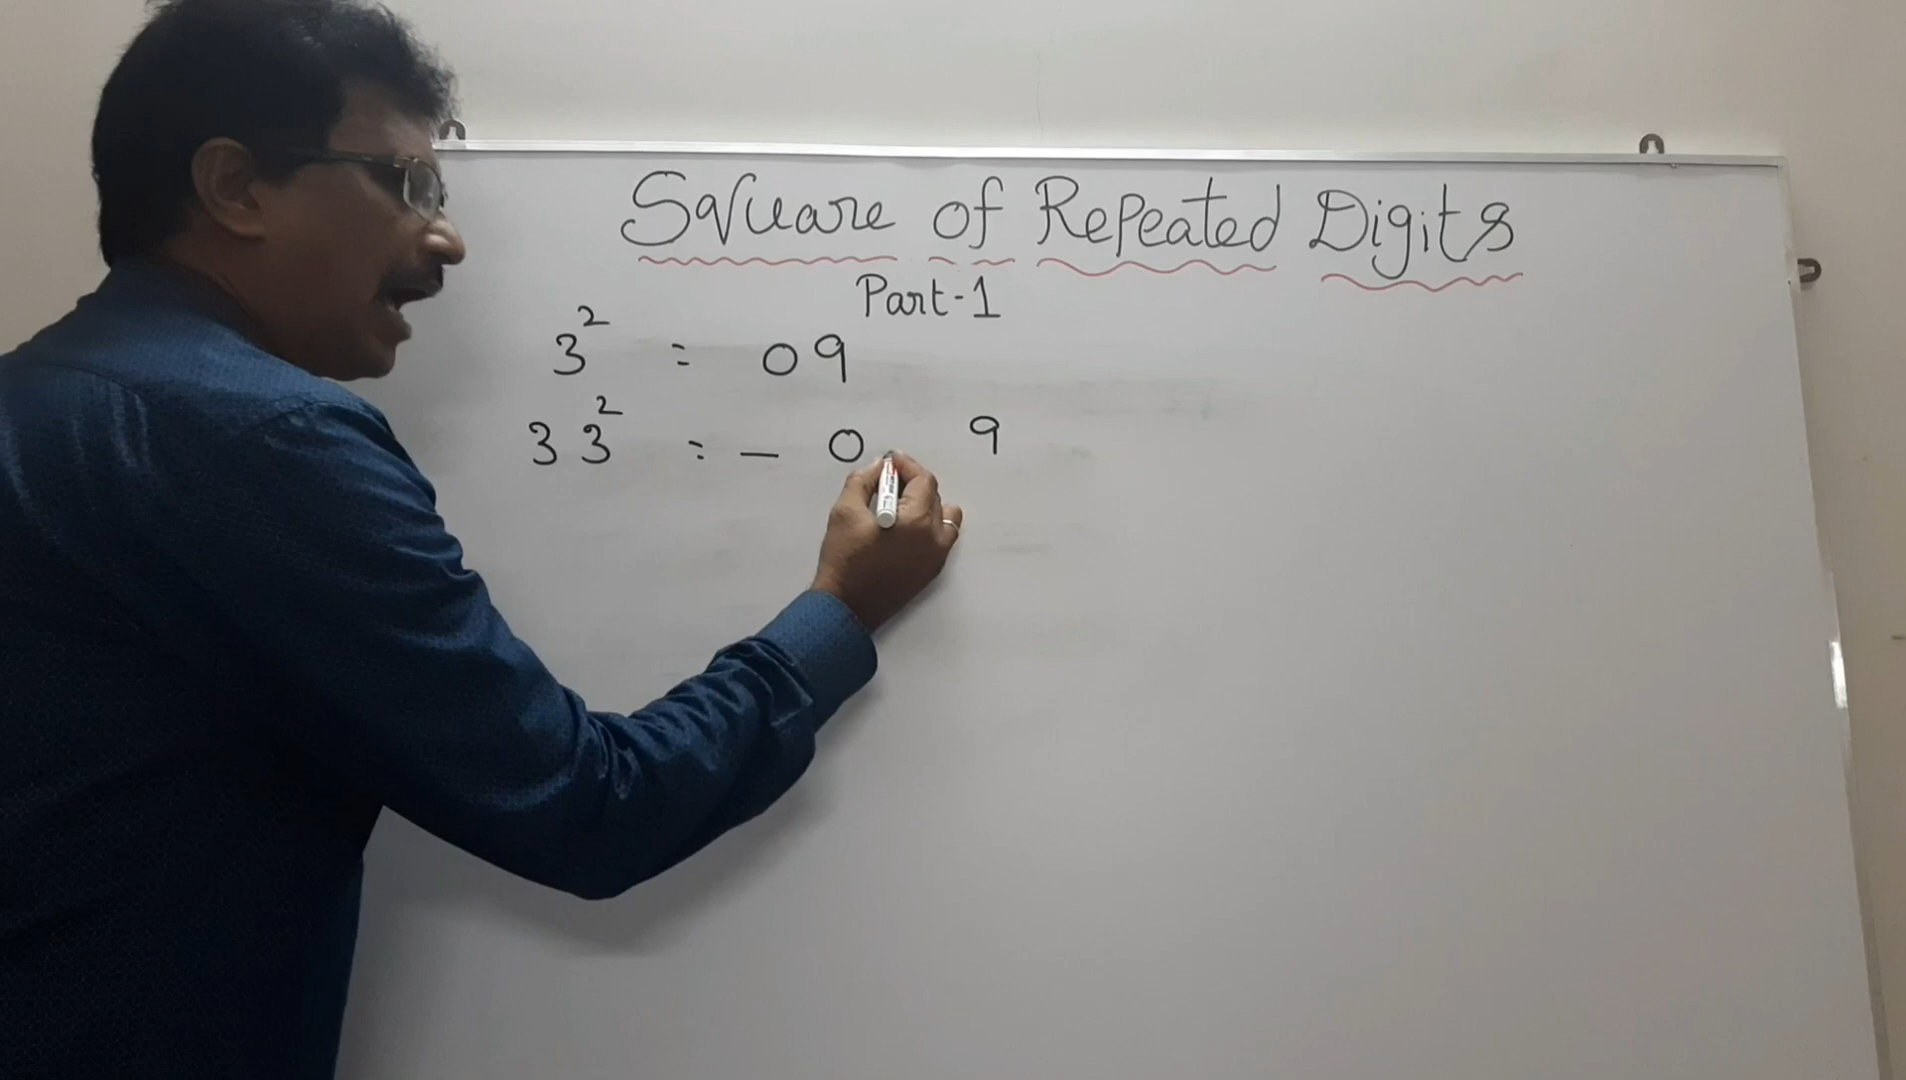 Square of Repeated Digits
Part-1
3² = 09
33² = _ 0 9